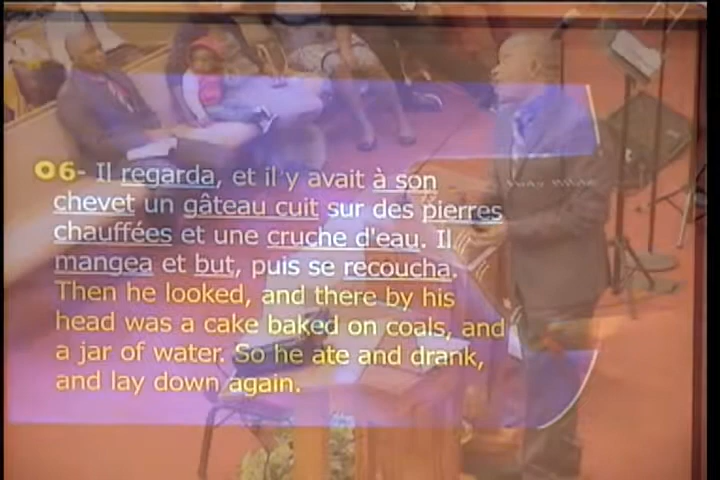 06- Il regarda, et il y avait à son
chevet un gâteau cuit sur des pierres
chauffées et une cruche d'eau. Il
mangea et but, puis se recoucha.
Then he looked, and there by his
head was a cake baked on coals, and
a jar of water. So he ate and drank,
and lay down again.